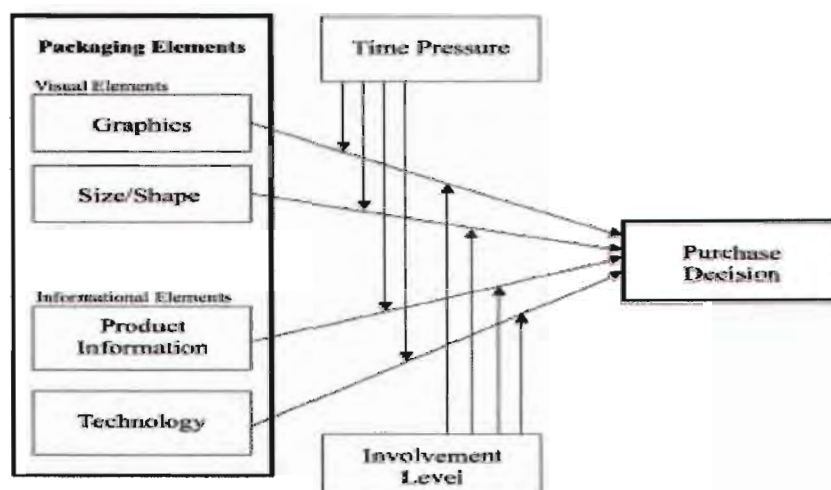 Packaging Elements
Visual Elements
Graphics
Size/Shape
Informational Elements
Product
Information
Technology
Time Pressure
Involvement
Level
Purchase
Decision